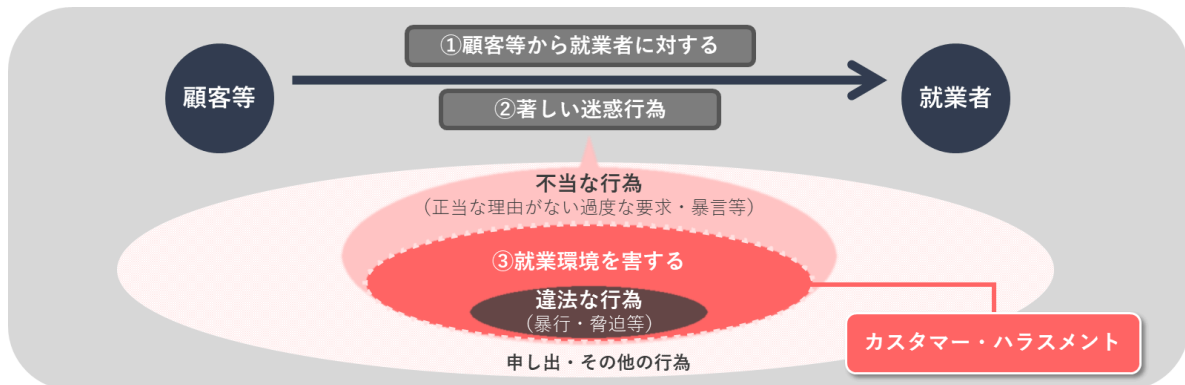 ①顧客等から就業者に対する
顧客等
就業者
②著しい迷惑行為
不当な行為
（正当な理由がない過度な要求・暴言等）
③就業環境を害する
違法な行為
（暴行・脅迫等）
カスタマー・ハラスメント
申し出・その他の行為